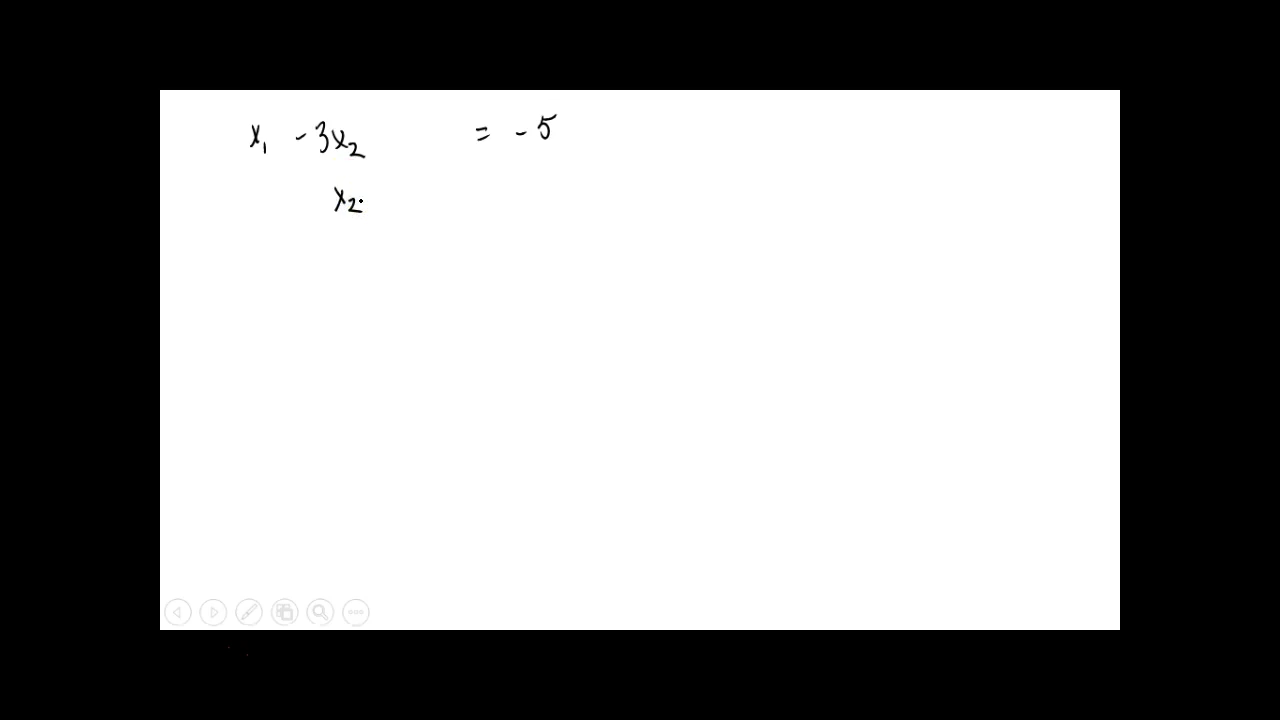 x₁ - 3x₂ = -5
x₂